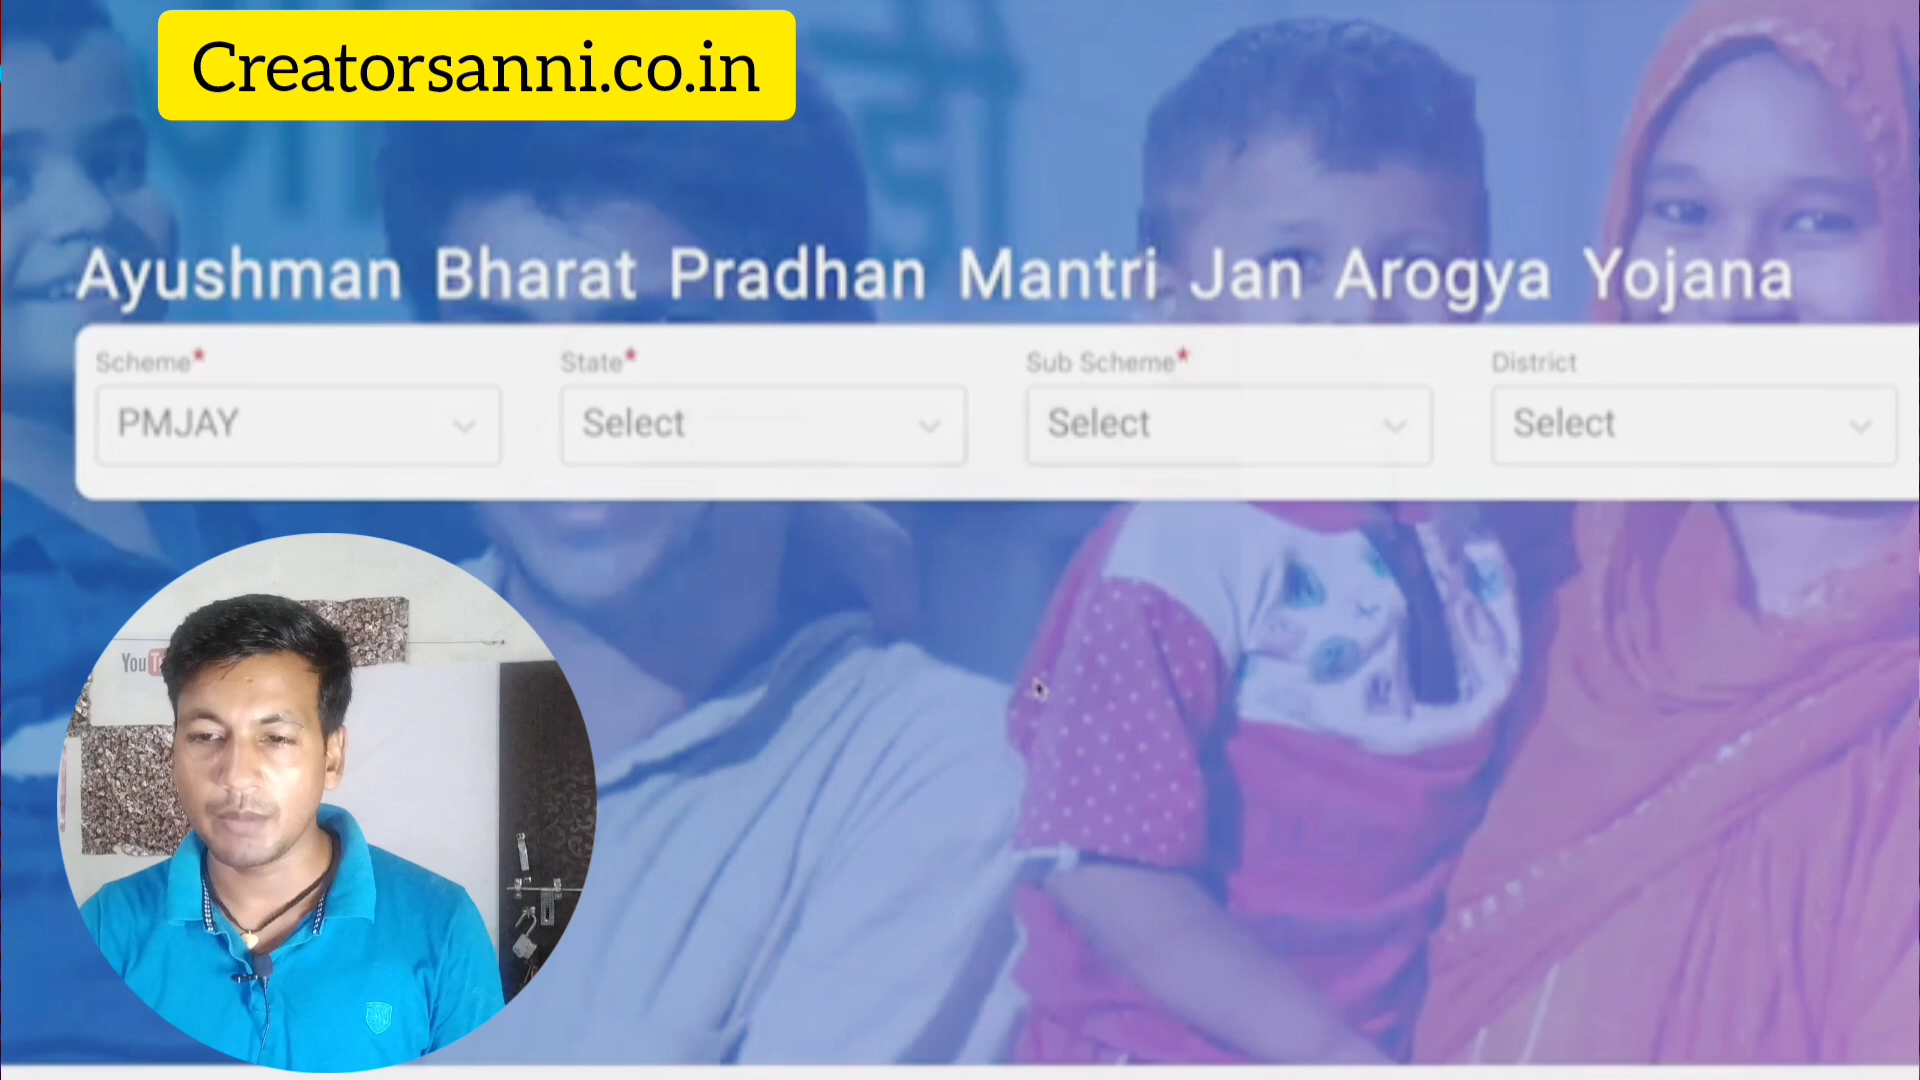 Creatorsanni.co.in
Ayushman Bharat Pradhan Mantri Jan Arogya Yojana
Scheme* State* Sub Scheme* District
PMJAY Select Select Select
You